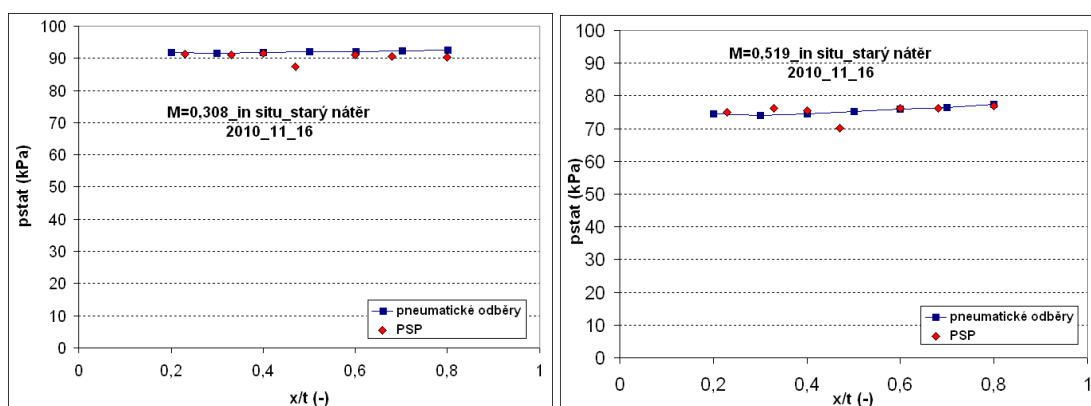 100
90
80
70
60
50
40
30
20
10
0
pstat (kPa)
M=0,308_in situ_starý nátěr
2010_11_16
pneumatické odběry
PSP
0 0,2 0,4 0,6 0,8 1
x/t (-)
100
90
80
70
60
50
40
30
20
10
0
pstat (kPa)
M=0,519_in situ_starý nátěr
2010_11_16
pneumatické odběry
PSP
0 0,2 0,4 0,6 0,8 1
x/t (-)